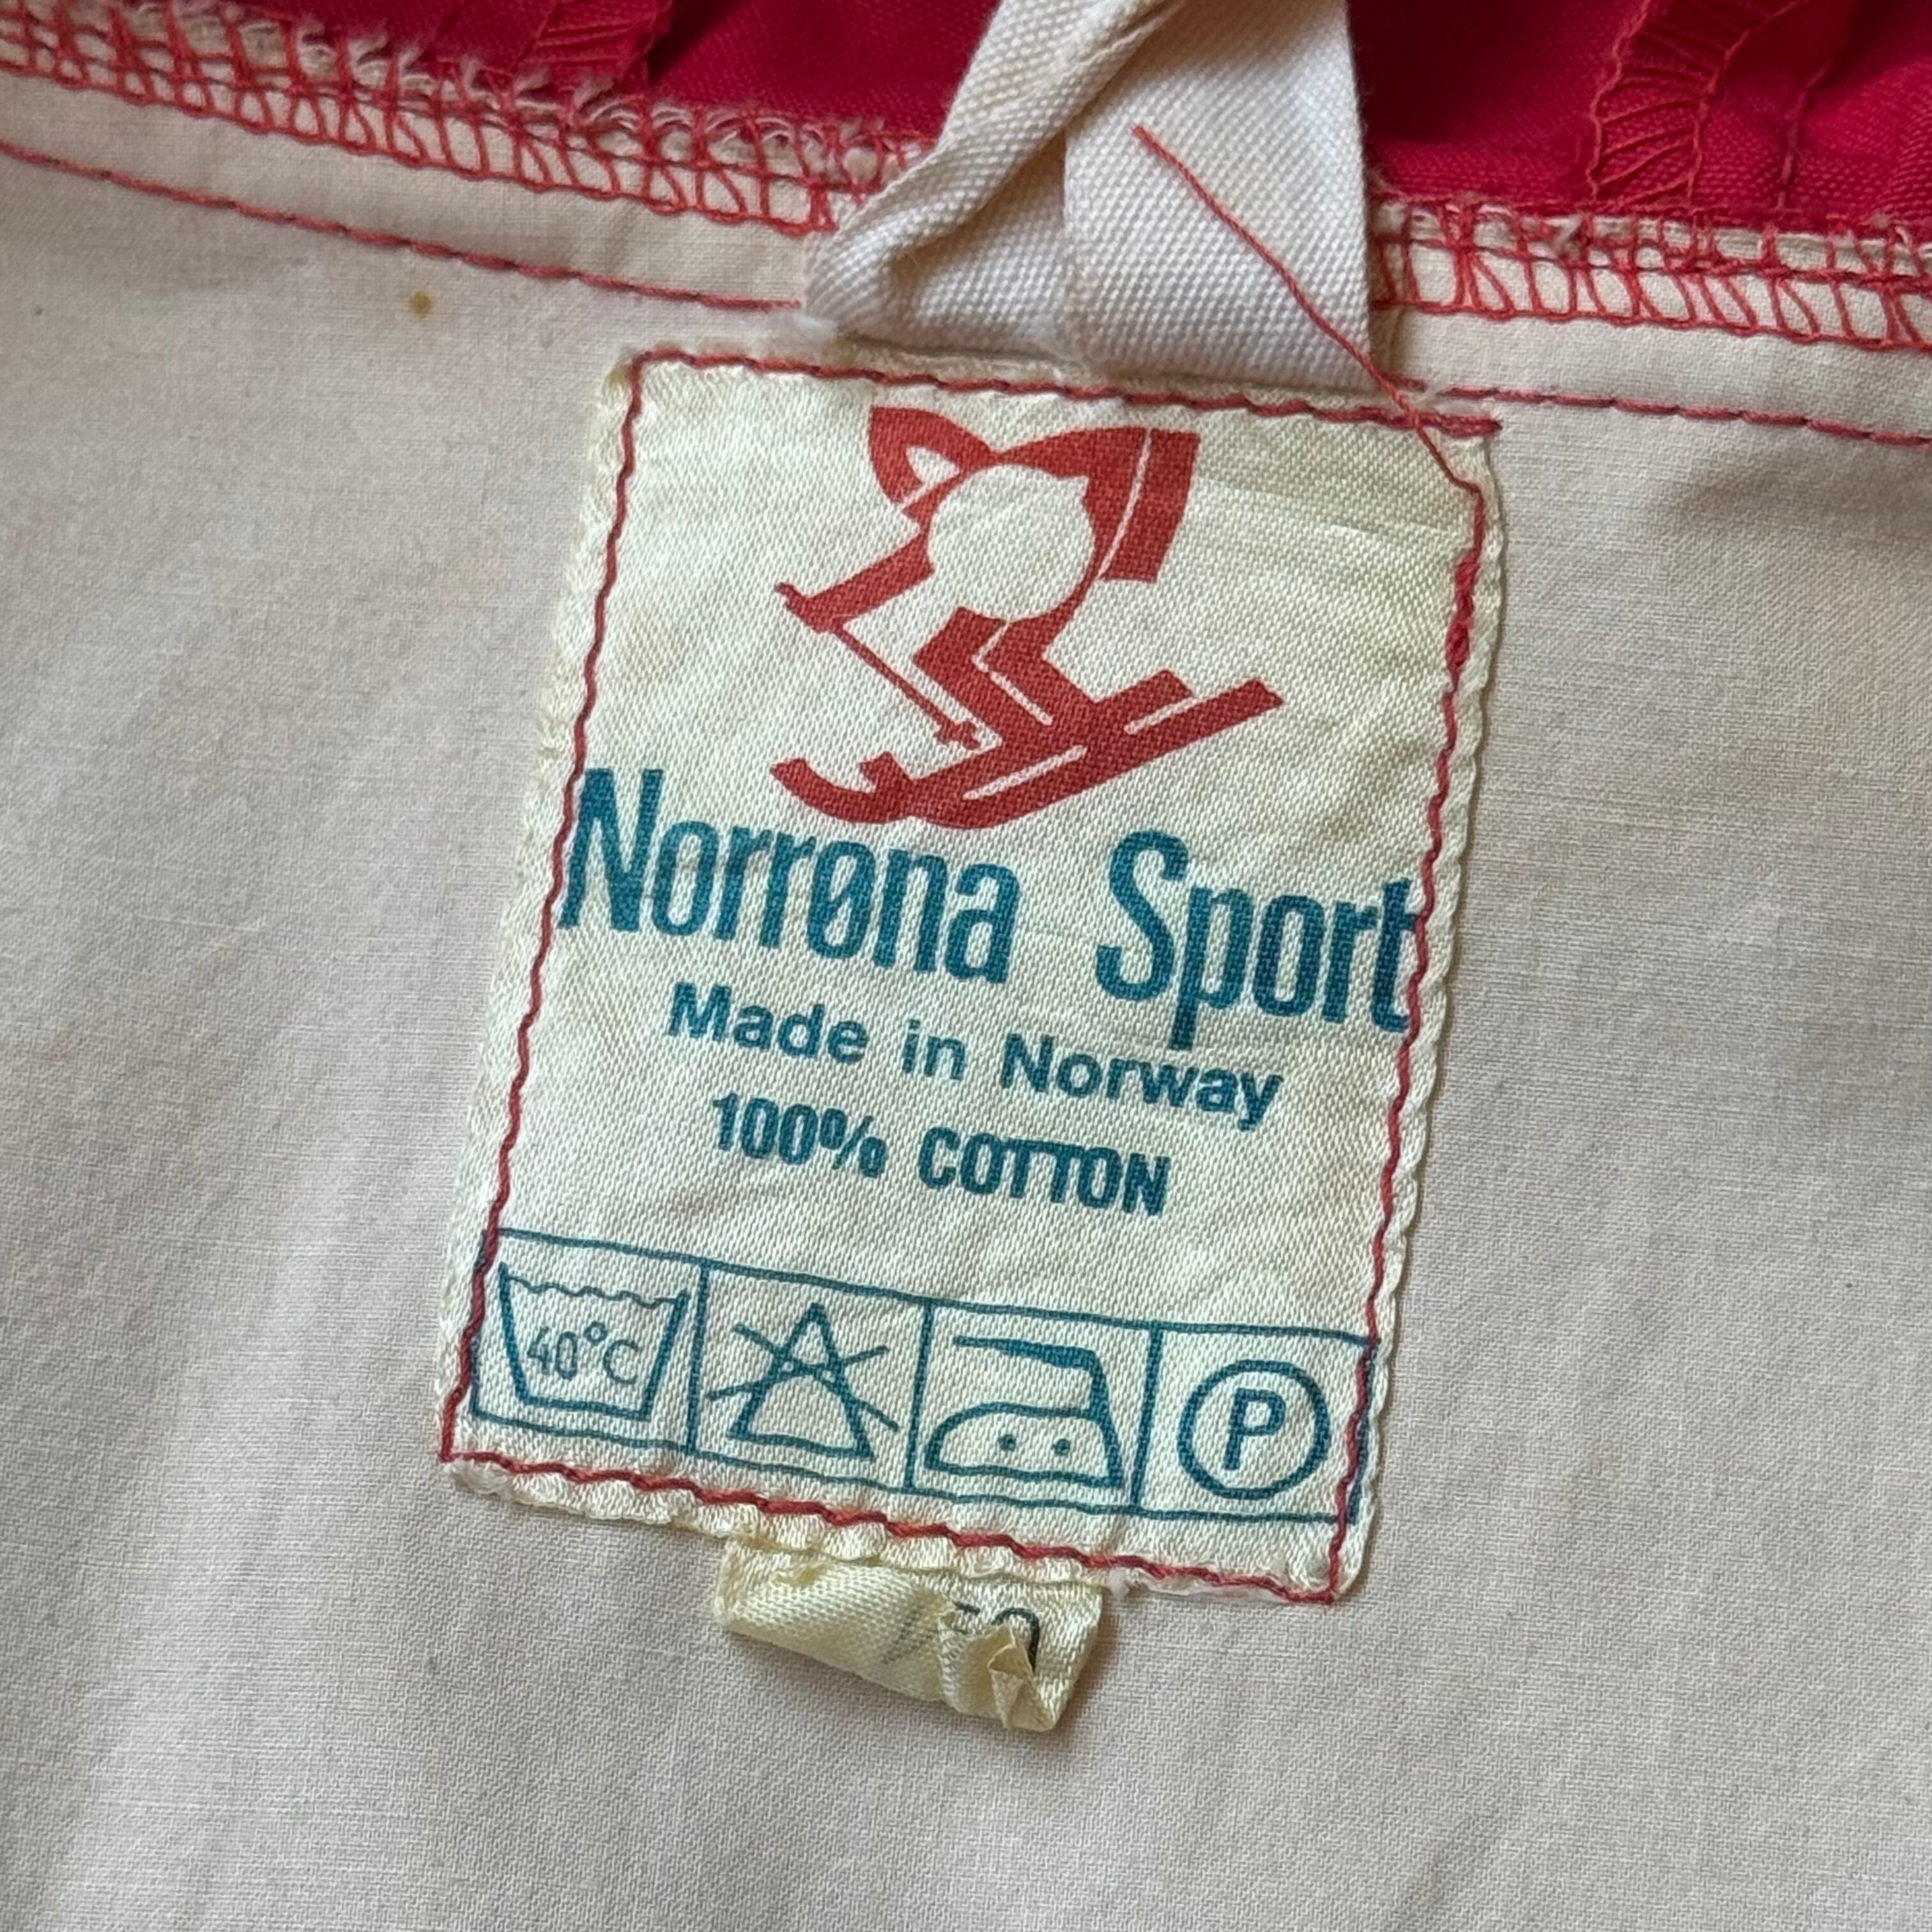 Norrøna Sport
Made in Norway
100% COTTON
40°C P